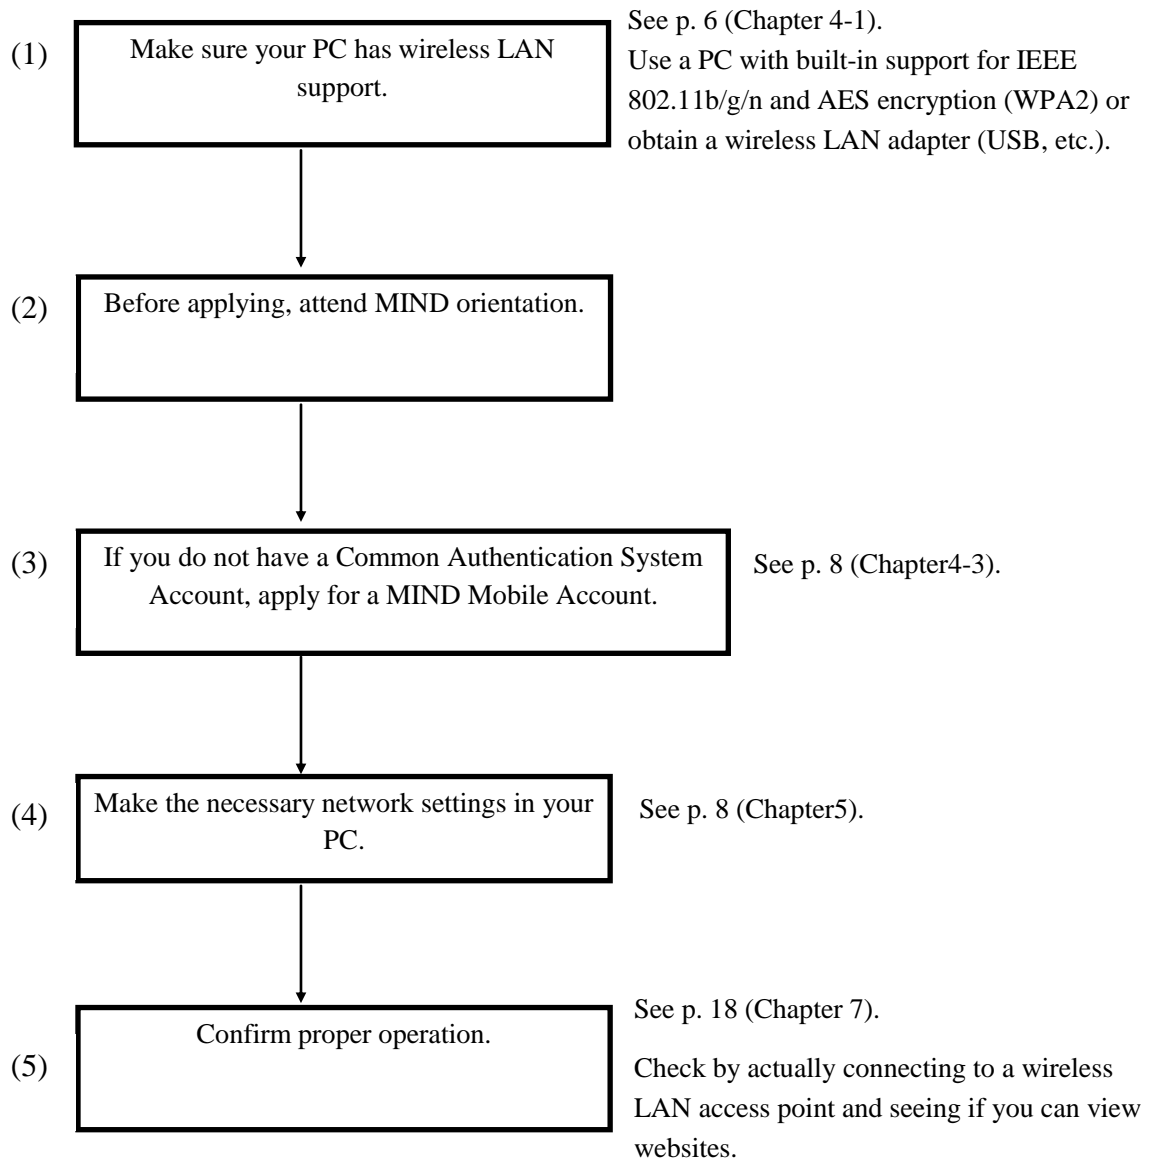 (1)
Make sure your PC has wireless LAN
support.
See p. 6 (Chapter 4-1).
Use a PC with built-in support for IEEE
802.11b/g/n and AES encryption (WPA2) or
obtain a wireless LAN adapter (USB, etc.).
(2)
Before applying, attend MIND orientation.
(3)
If you do not have a Common Authentication System
Account, apply for a MIND Mobile Account.
See p. 8 (Chapter4-3).
(4)
Make the necessary network settings in your
PC.
See p. 8 (Chapter5).
(5)
Confirm proper operation.
See p. 18 (Chapter 7).
Check by actually connecting to a wireless
LAN access point and seeing if you can view
websites.